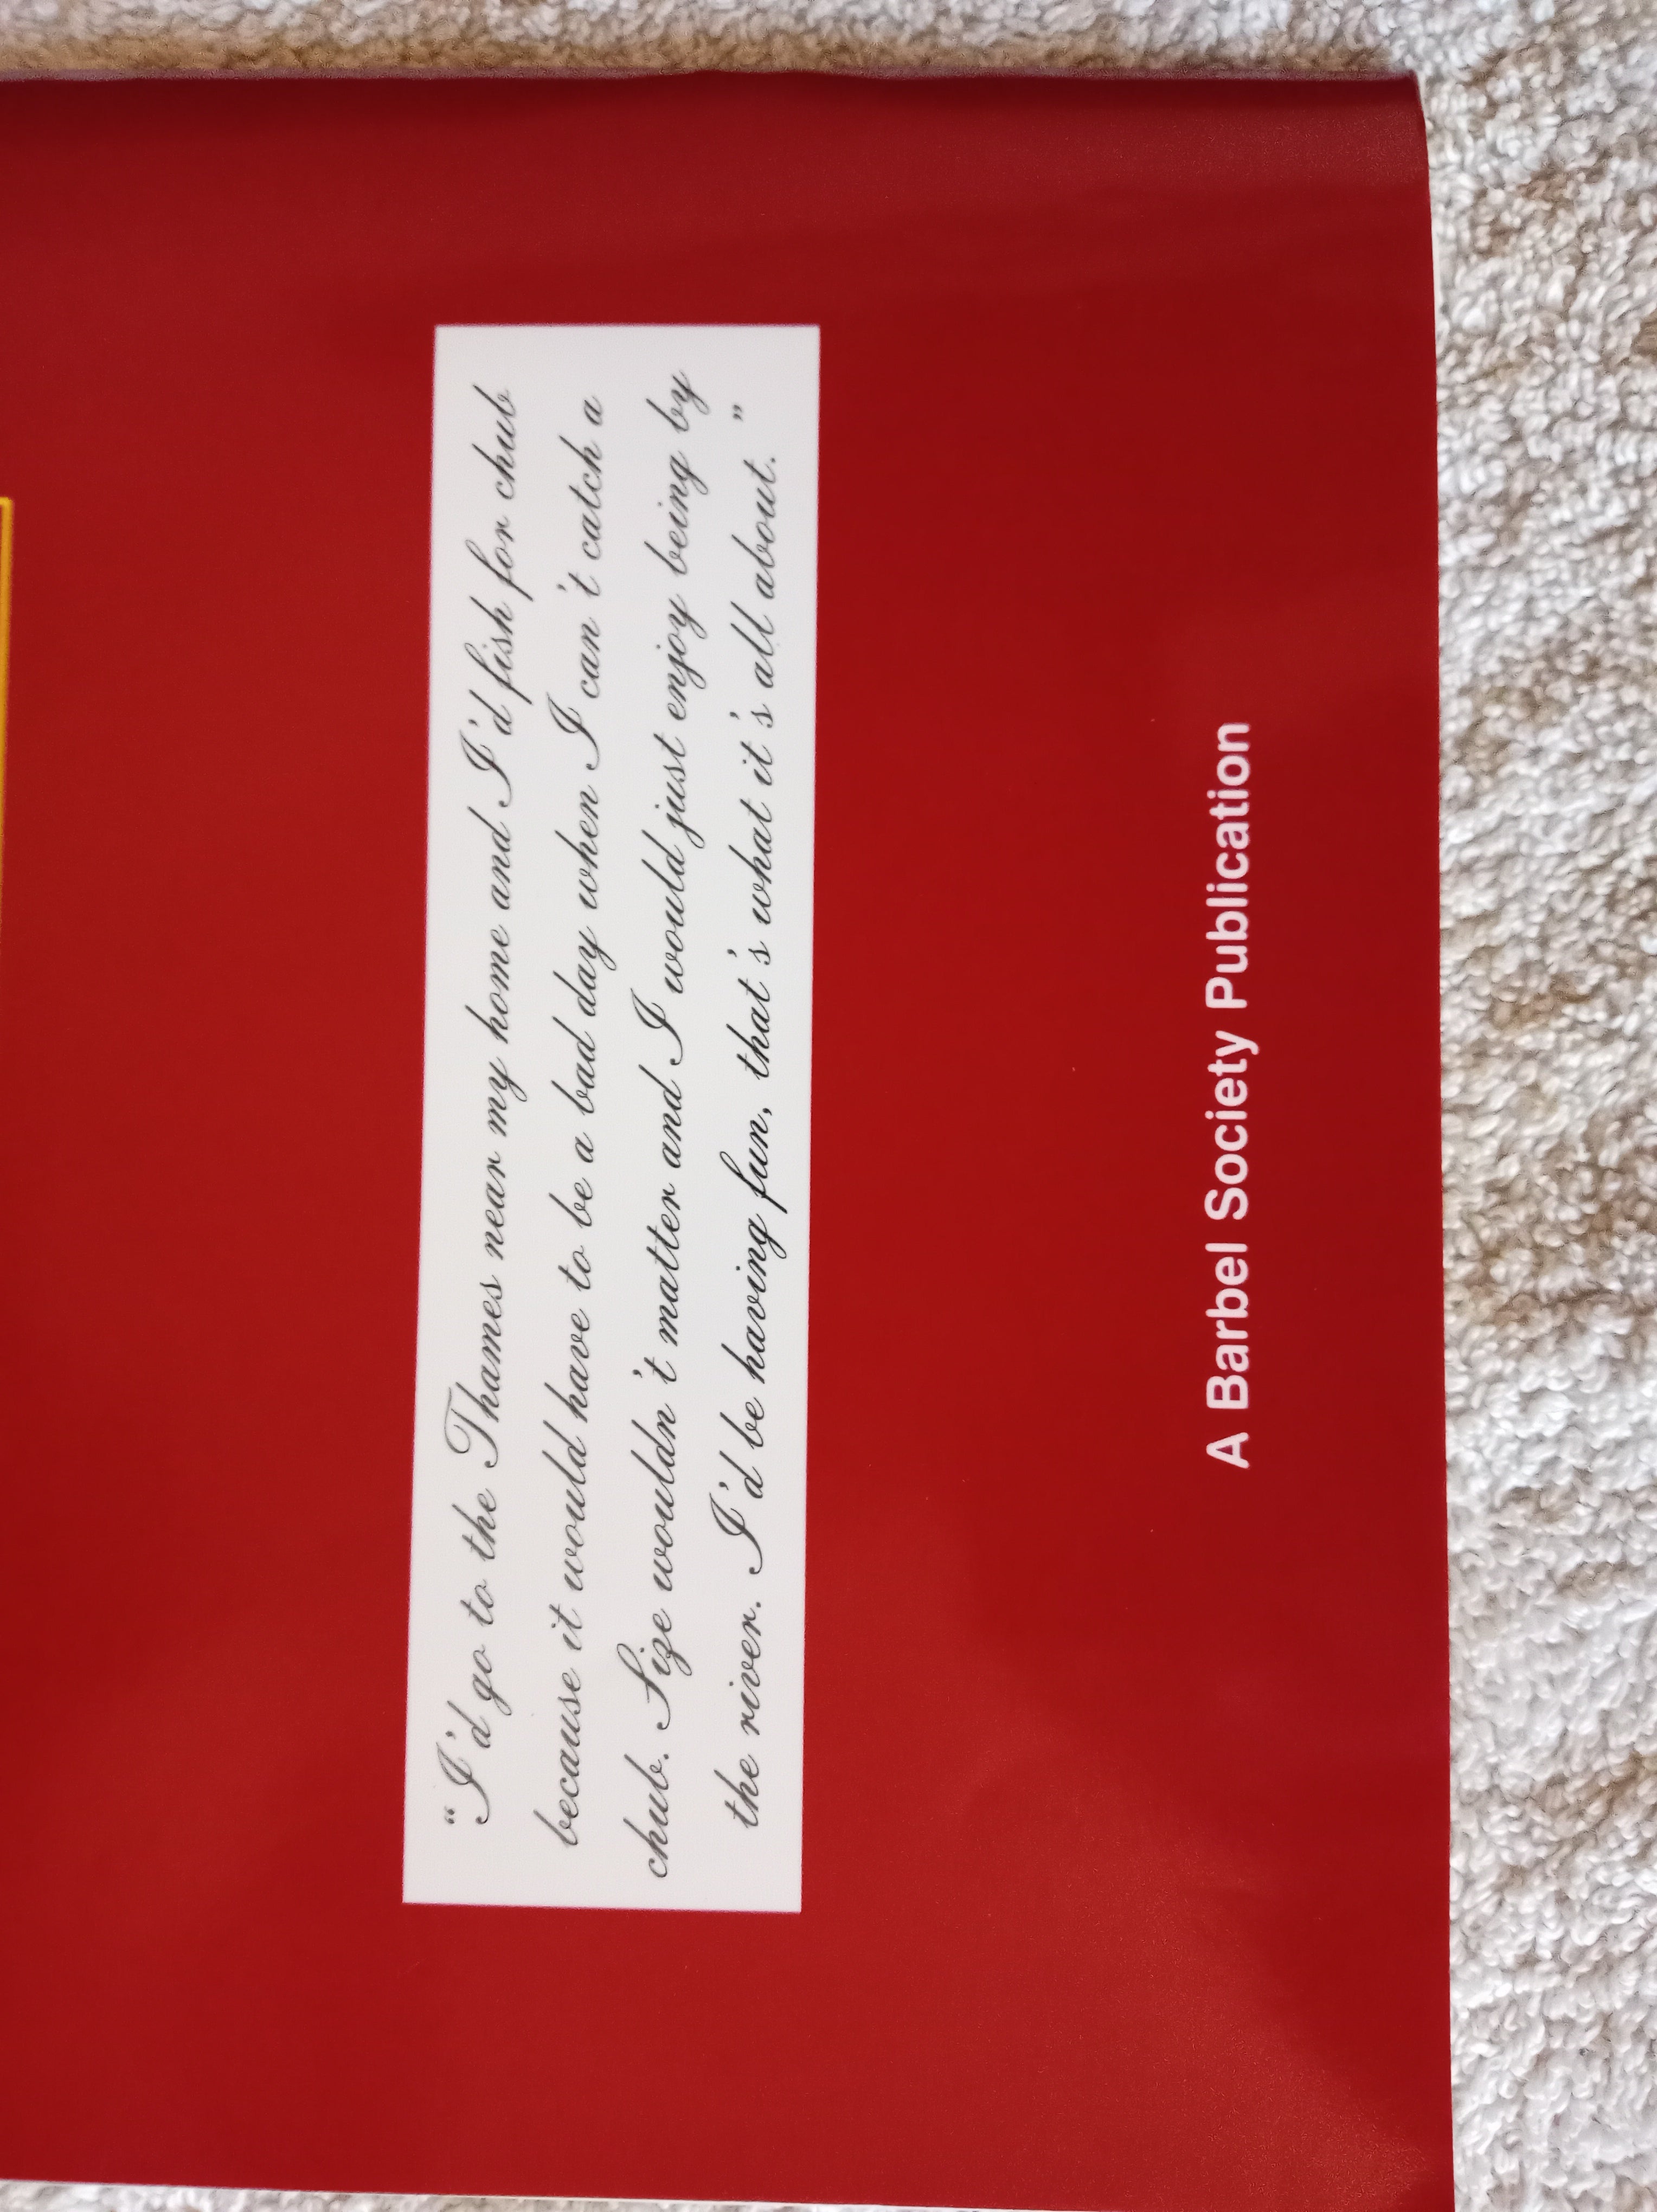 “I’d go to the Thames near my home and I’d fish for chub
because it would have to be a bad day when I can’t catch a
chub. Size wouldn’t matter and I would just enjoy being by
the river. I’d be having fun, that’s what it’s all about.”
A Barbel Society Publication